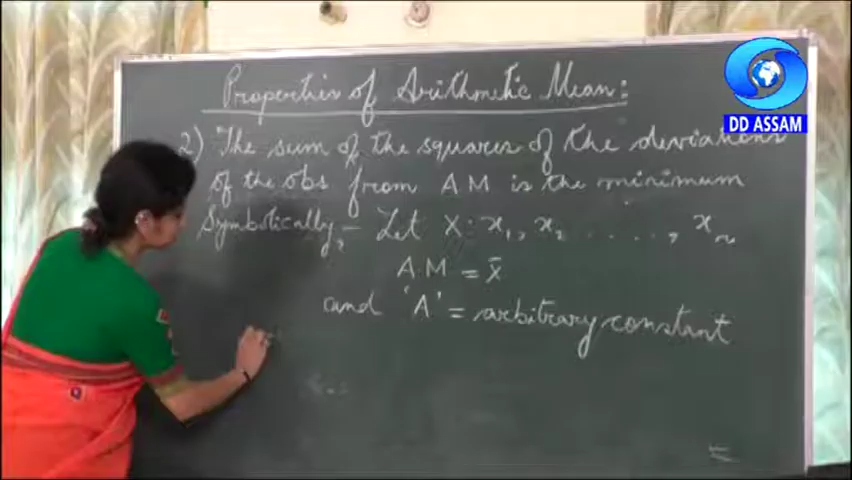 Properties of Arithmetic Mean:
2) The sum of the squares of the deviations
of the obs from AM is the minimum
Symbolically,- Let X: x₁, x₂ ......, xₙ
A.M = x̄
and 'A' = arbitrary constant
DD ASSAM